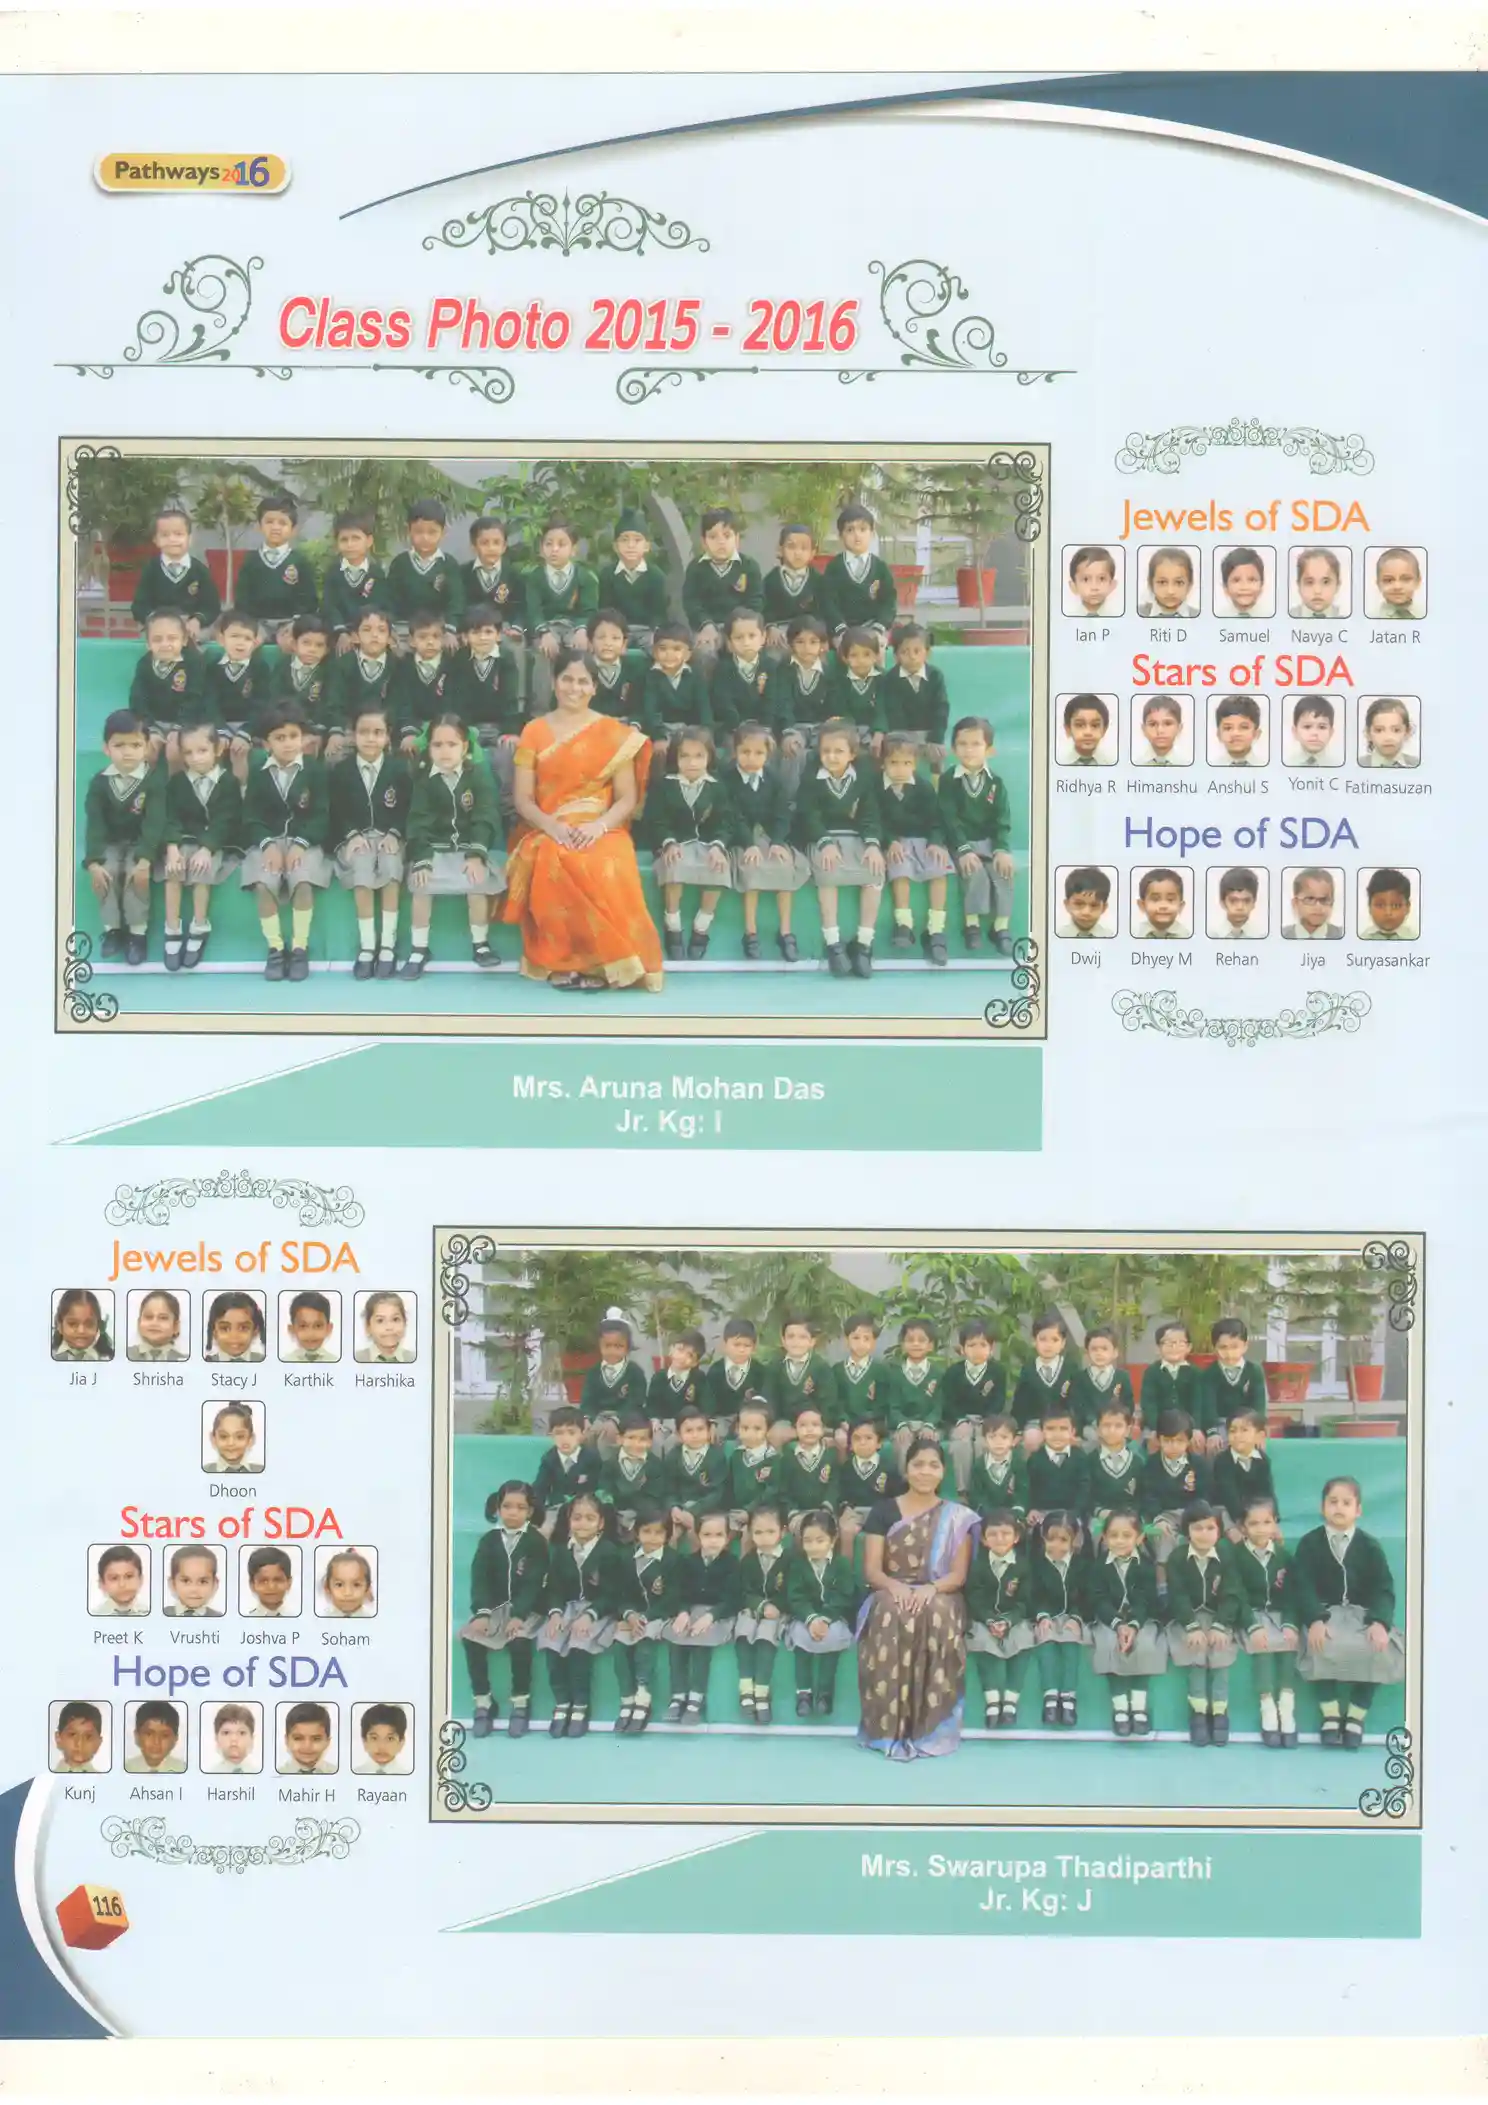 Pathways 2016
Class Photo 2015 - 2016
Jewels of SDA
Ian P Riti D Samuel Navya C Jatan R
Stars of SDA
Ridhya R Himanshu Anshul S Yonit C Fatimasuzan
Hope of SDA
Dwij Dhyey M Rehan Jiya Suryasankar
Mrs. Aruna Mohan Das
Jr. Kg: I
Jewels of SDA
Jia J Shrisha Stacy J Karthik Harshika
Dhoon
Stars of SDA
Preet K Vrushti Joshva P Soham
Hope of SDA
Kunj Ahsan I Harshil Mahir H Rayaan
Mrs. Swarupa Thadiparthi
Jr. Kg: J
116